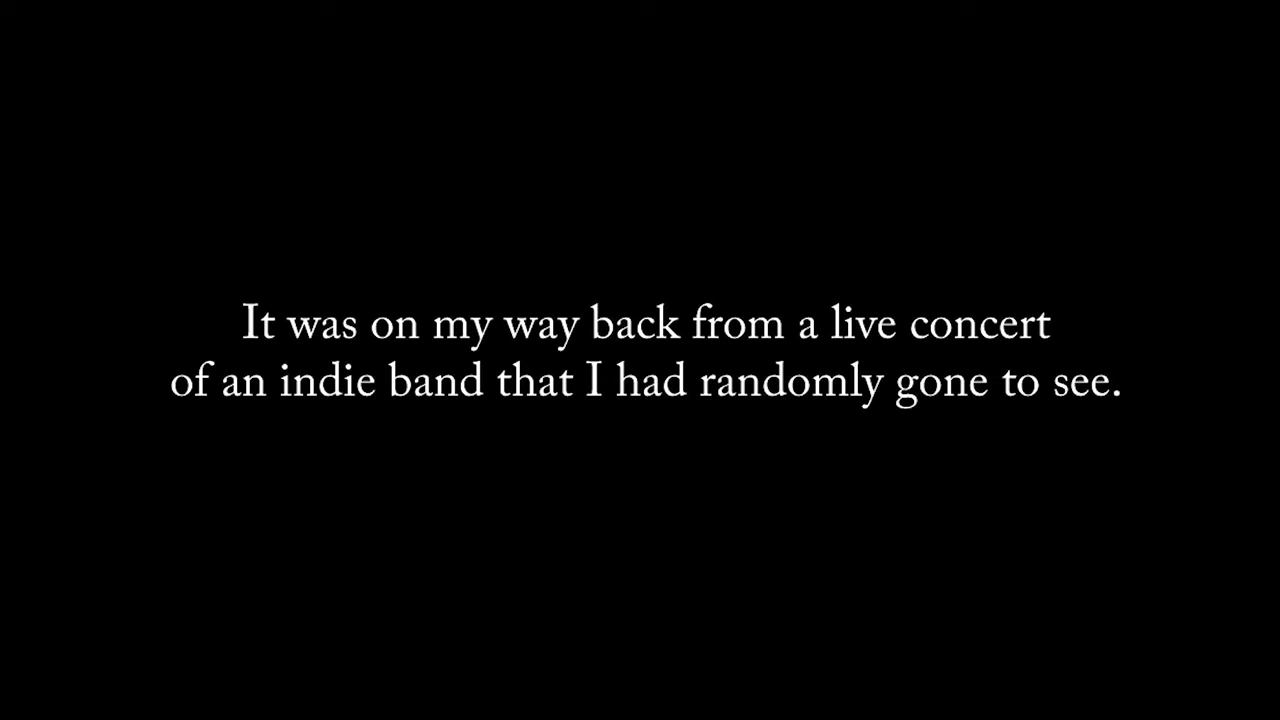 It was on my way back from a live concert
of an indie band that I had randomly gone to see.